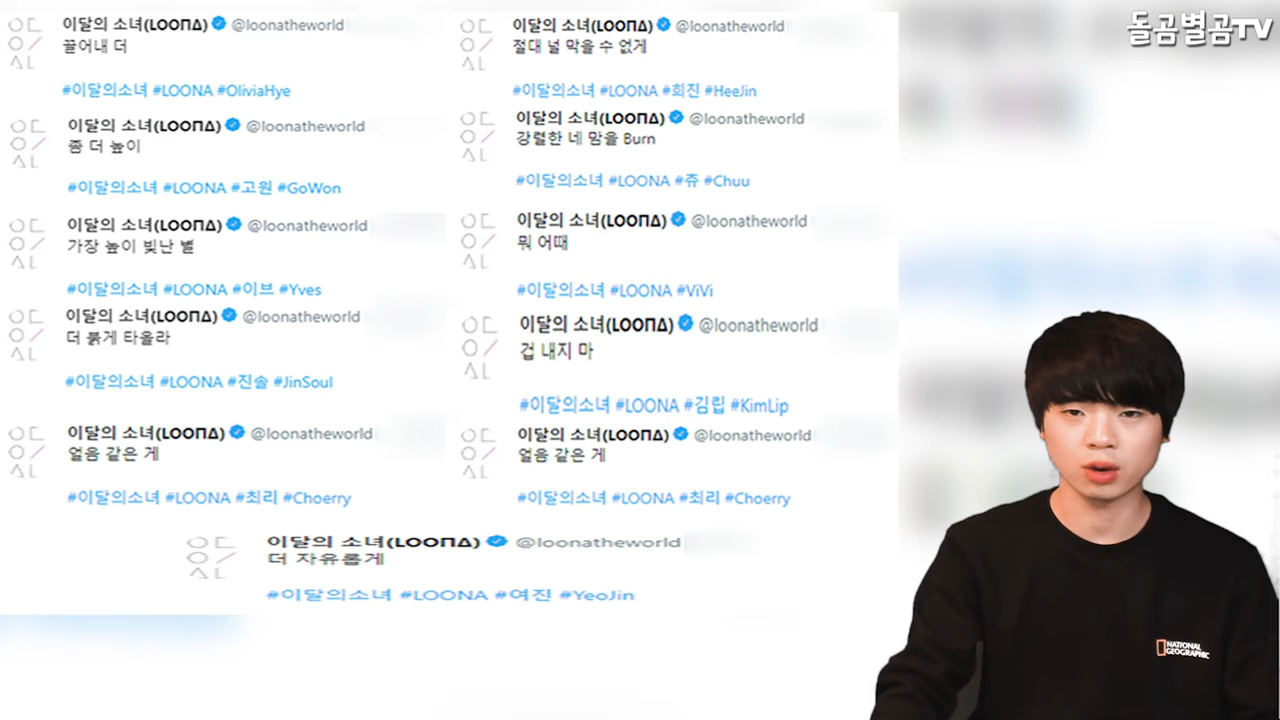 돌곰별곰TV
이달의 소녀(LOOΠΔ) @loonatheworld
끌어내 더
#이달의소녀 #LOONA #OliviaHye
이달의 소녀(LOOΠΔ) @loonatheworld
좀 더 높이
#이달의소녀 #LOONA #고원 #GoWon
이달의 소녀(LOOΠΔ) @loonatheworld
가장 높이 빛난 별
#이달의소녀 #LOONA #이브 #Yves
이달의 소녀(LOOΠΔ) @loonatheworld
더 붉게 타올라
#이달의소녀 #LOONA #진솔 #JinSoul
이달의 소녀(LOOΠΔ) @loonatheworld
얼음 같은 게
#이달의소녀 #LOONA #최리 #Choerry
이달의 소녀(LOOΠΔ) @loonatheworld
절대 널 막을 수 없게
#이달의소녀 #LOONA #희진 #HeeJin
이달의 소녀(LOOΠΔ) @loonatheworld
강렬한 네 맘을 Burn
#이달의소녀 #LOONA #츄 #Chuu
이달의 소녀(LOOΠΔ) @loonatheworld
뭐 어때
#이달의소녀 #LOONA #ViVi
이달의 소녀(LOOΠΔ) @loonatheworld
겁 내지 마
#이달의소녀 #LOONA #김립 #KimLip
이달의 소녀(LOOΠΔ) @loonatheworld
얼음 같은 게
#이달의소녀 #LOONA #최리 #Choerry
이달의 소녀(LOOΠΔ) @loonatheworld
더 자유롭게
#이달의소녀 #LOONA #여진 #YeoJin
NATIONAL
GEOGRAPHIC